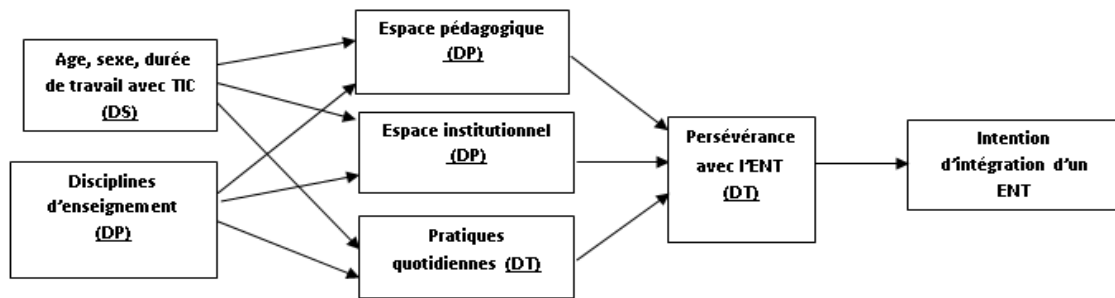 Age, sexe, durée
de travail avec TIC
(DS)
Disciplines
d'enseignement
(DP)
Espace pédagogique
(DP)
Espace institutionnel
(DP)
Pratiques
quotidiennes (DT)
Persévérance
avec l'ENT
(DT)
Intention
d'intégration d'un
ENT